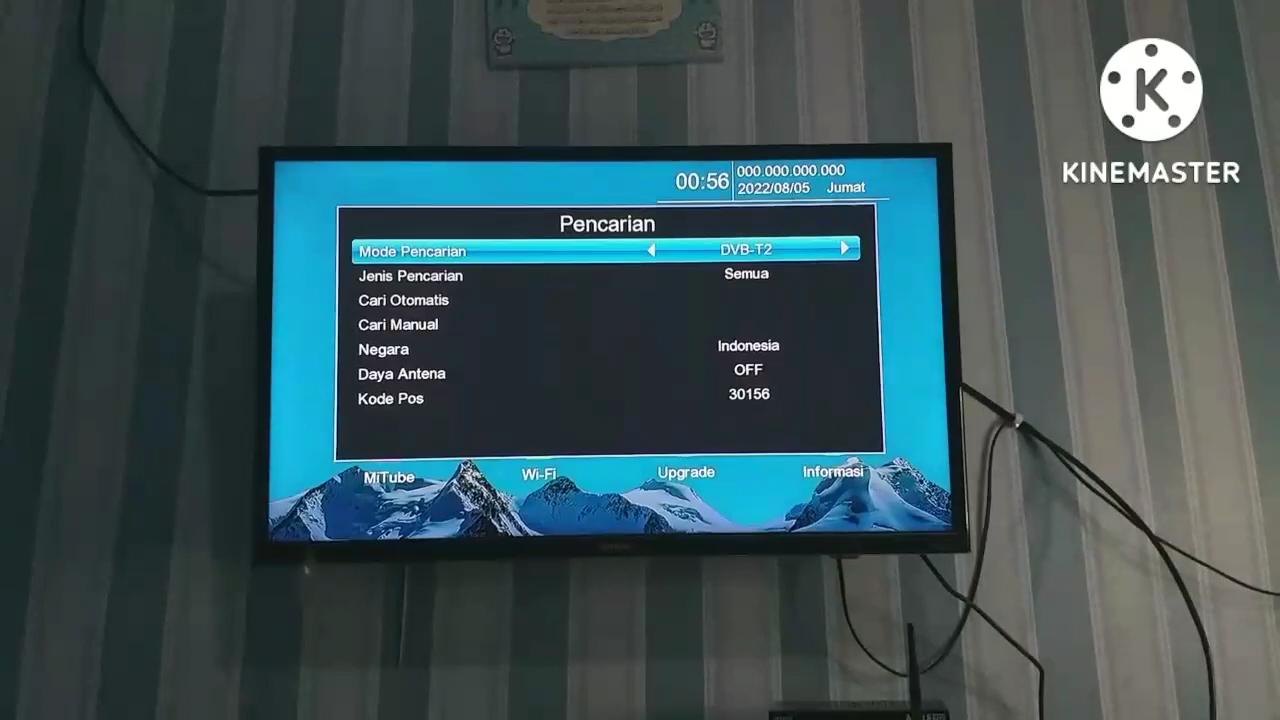 K
KINEMASTER
00:56
000.000.000.000
2022/08/05 Jumat
Pencarian
Mode Pencarian DVB-T2
Jenis Pencarian Semua
Cari Otomatis
Cari Manual
Negara Indonesia
Daya Antena OFF
Kode Pos 30156
MiTube Wi-Fi Upgrade Informasi